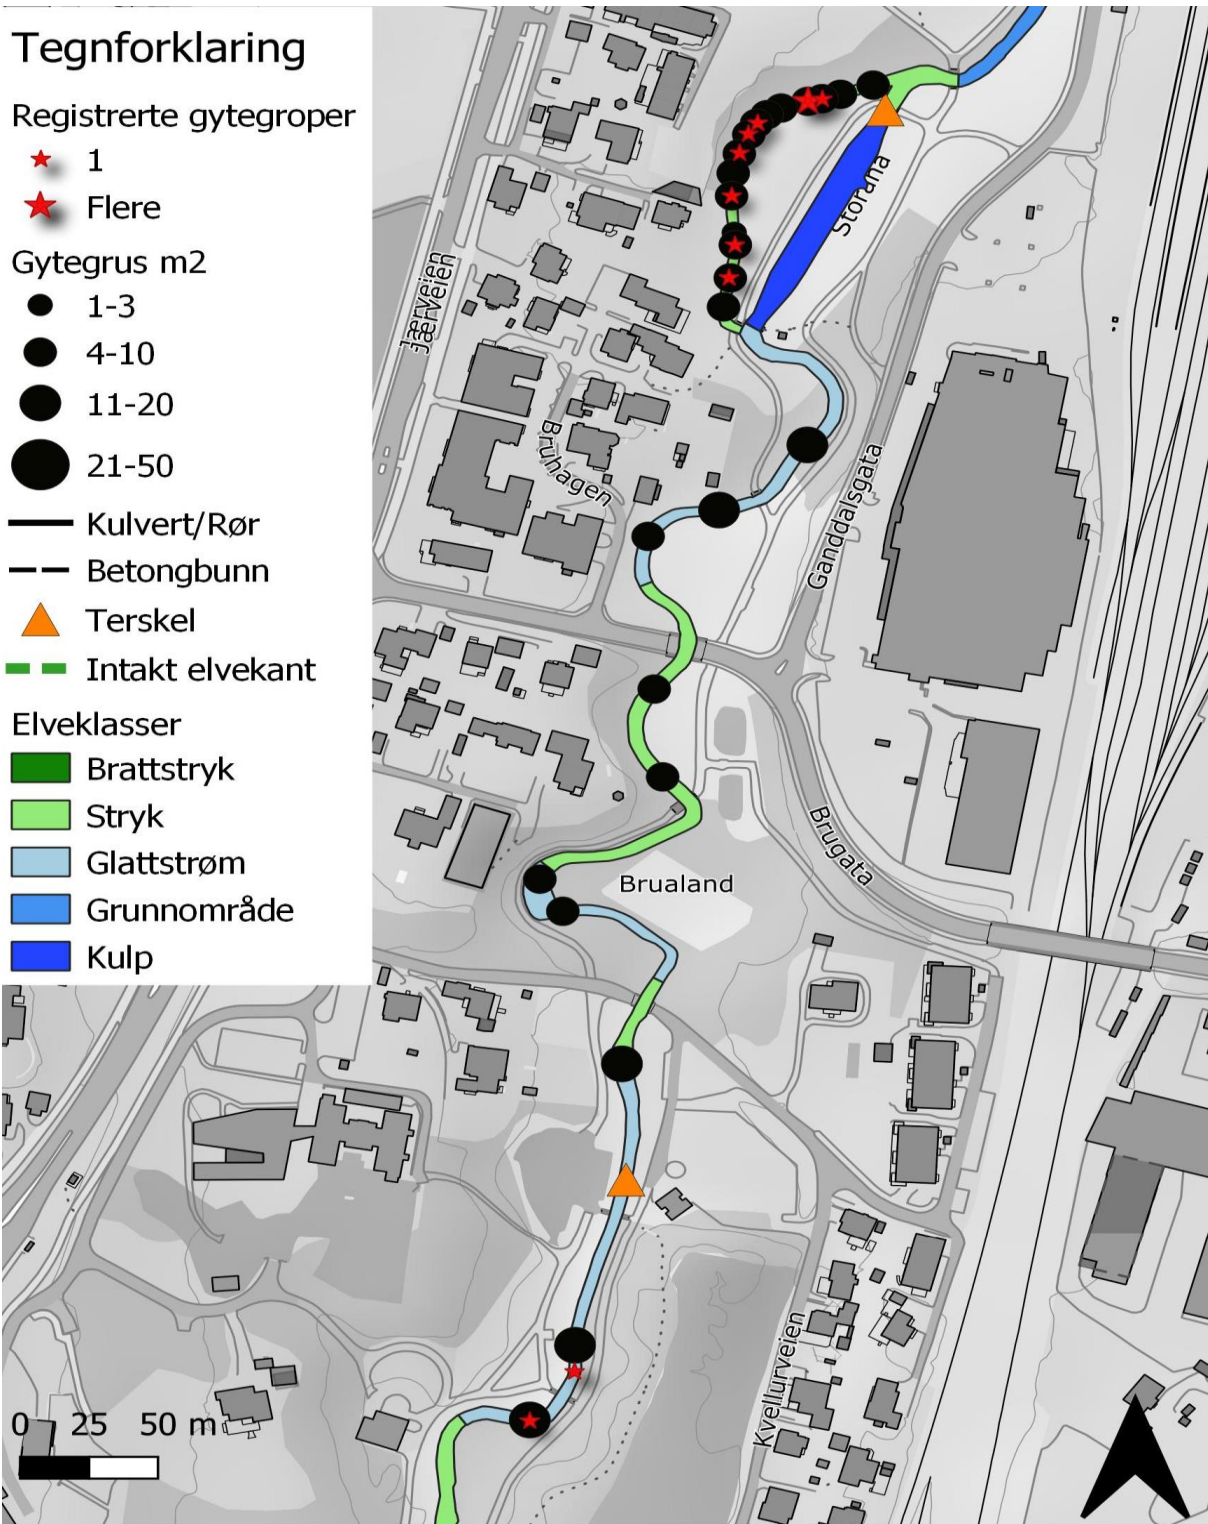 Tegnforklaring
Registrerte gytegroper
1
Flere
Gytegrus m2
1-3
4-10
11-20
21-50
Kulvert/Rør
Betongbunn
Terskel
Intakt elvekant
Elveklasser
Brattstryk
Stryk
Glattstrøm
Grunnområde
Kulp
Storåna
Jærveien
Jærveien
Bruhagen
Ganddalsgata
Brugata
Brualand
Kvellurveien
0 25 50 m